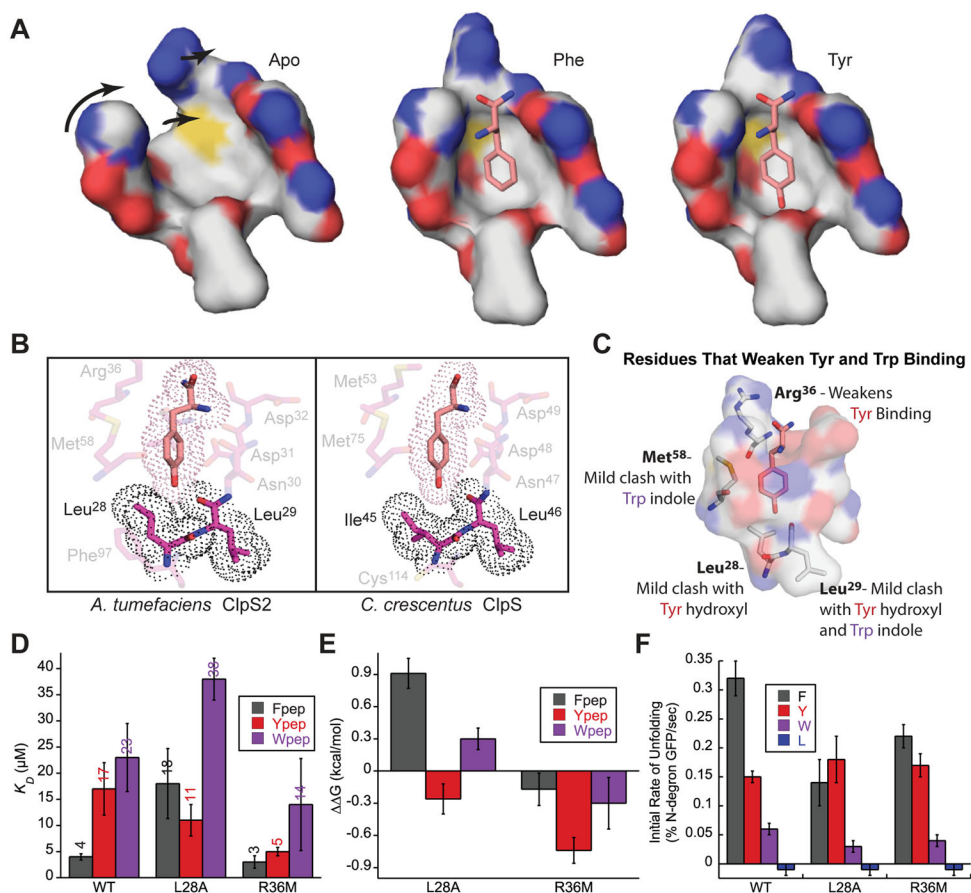 A
Apo
Phe
Tyr
B
Arg36
Met58
Asp32
Asp31
Asn30
Leu28
Leu29
Phe97
A. tumefaciens ClpS2
Met53
Met75
Asp49
Asp48
Asn47
Ile45
Leu46
Cys114
C. crescentus ClpS
C
Residues That Weaken Tyr and Trp Binding
Arg36 - Weakens
Tyr Binding
Met58-
Mild clash with
Trp indole
Leu28-
Mild clash with
Tyr hydroxyl
Leu29- Mild clash
with Tyr hydroxyl
and Trp indole
D
KD (μM)
40
35
30
25
20
15
10
5
0
4
17
23
18
11
38
3
5
14
Fpep
Ypep
Wpep
WT
L28A
R36M
E
ΔΔG (kcal/mol)
0.9
0.6
0.3
0
-0.3
-0.6
-0.9
Fpep
Ypep
Wpep
L28A
R36M
F
Initial Rate of Unfolding
(% N-degron GFP/sec)
0.35
0.3
0.25
0.2
0.15
0.1
0.05
0
F
Y
W
L
WT
L28A
R36M